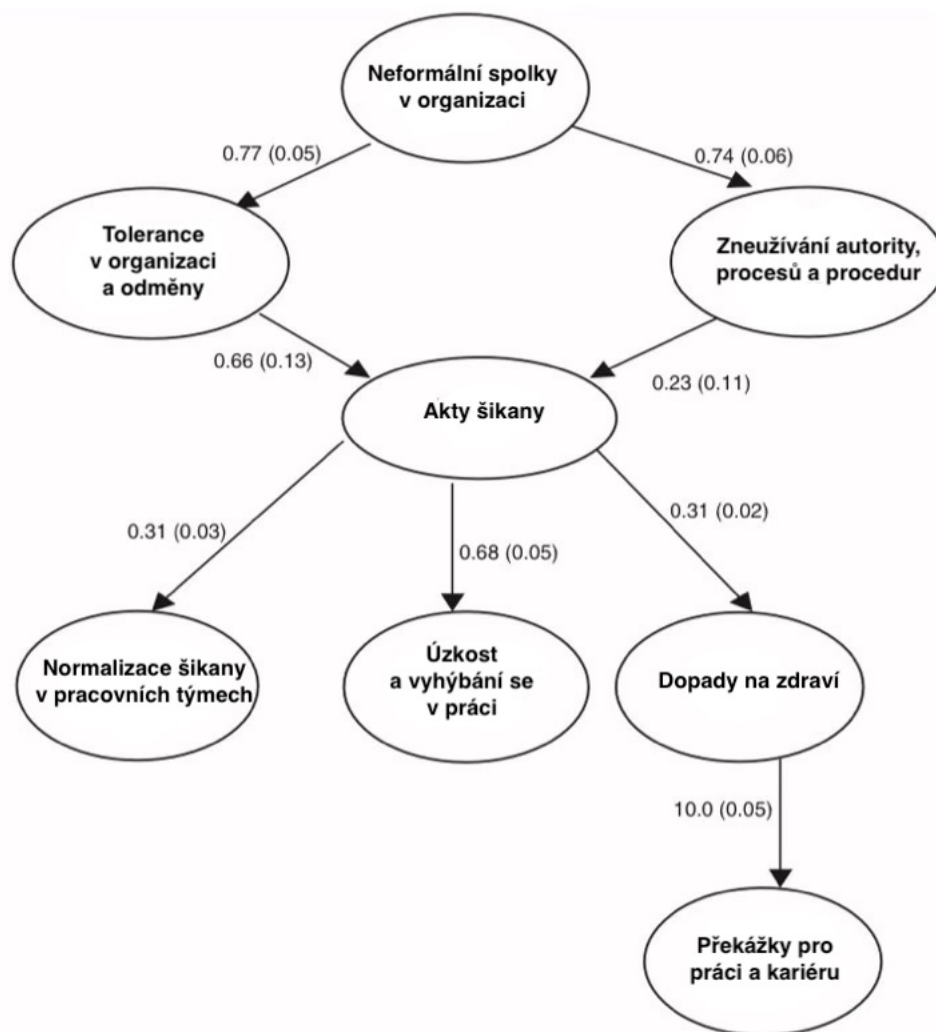 Neformální spolky
v organizaci
0.77 (0.05)
0.74 (0.06)
Tolerance
v organizaci
a odměny
Zneužívání autority,
procesů a procedur
0.66 (0.13)
0.23 (0.11)
Akty šikany
0.31 (0.03)
0.68 (0.05)
0.31 (0.02)
Normalizace šikany
v pracovních týmech
Úzkost
a vyhýbání se
v práci
Dopady na zdraví
10.0 (0.05)
Překážky pro
práci a kariéru